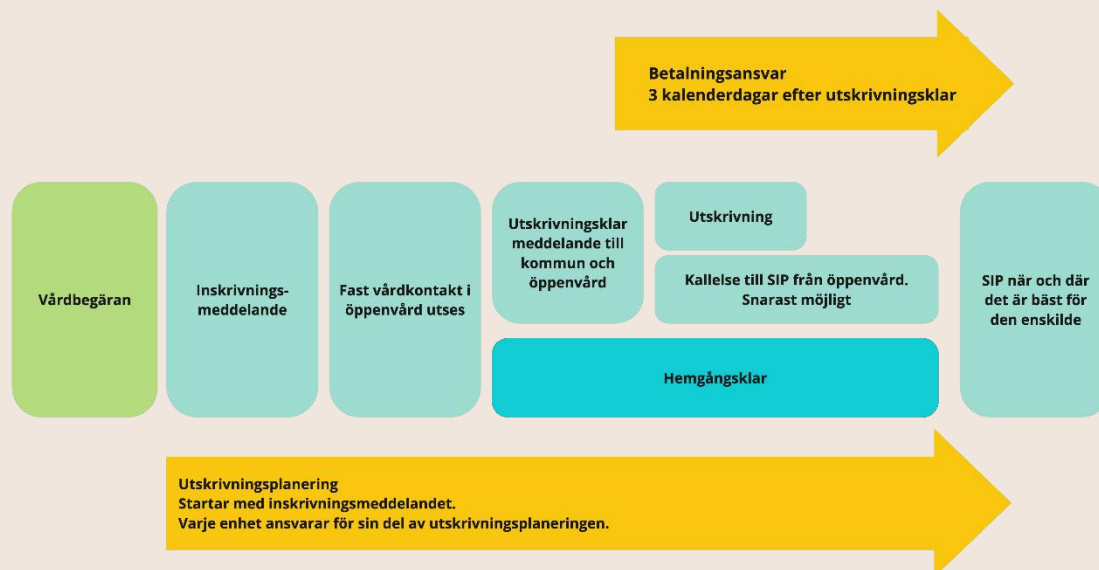 Betalningsansvar
3 kalenderdagar efter utskrivningsklar
Vårdbegäran
Inskrivnings-
meddelande
Fast vårdkontakt i
öppenvård utses
Utskrivningsklar
meddelande till
kommun och
öppenvård
Utskrivning
Kallelse till SIP från öppenvård.
Snarast möjligt
Hemgångsklar
SIP när och där
det är bäst för
den enskilde
Utskrivningsplanering
Startar med inskrivningsmeddelandet.
Varje enhet ansvarar för sin del av utskrivningsplaneringen.